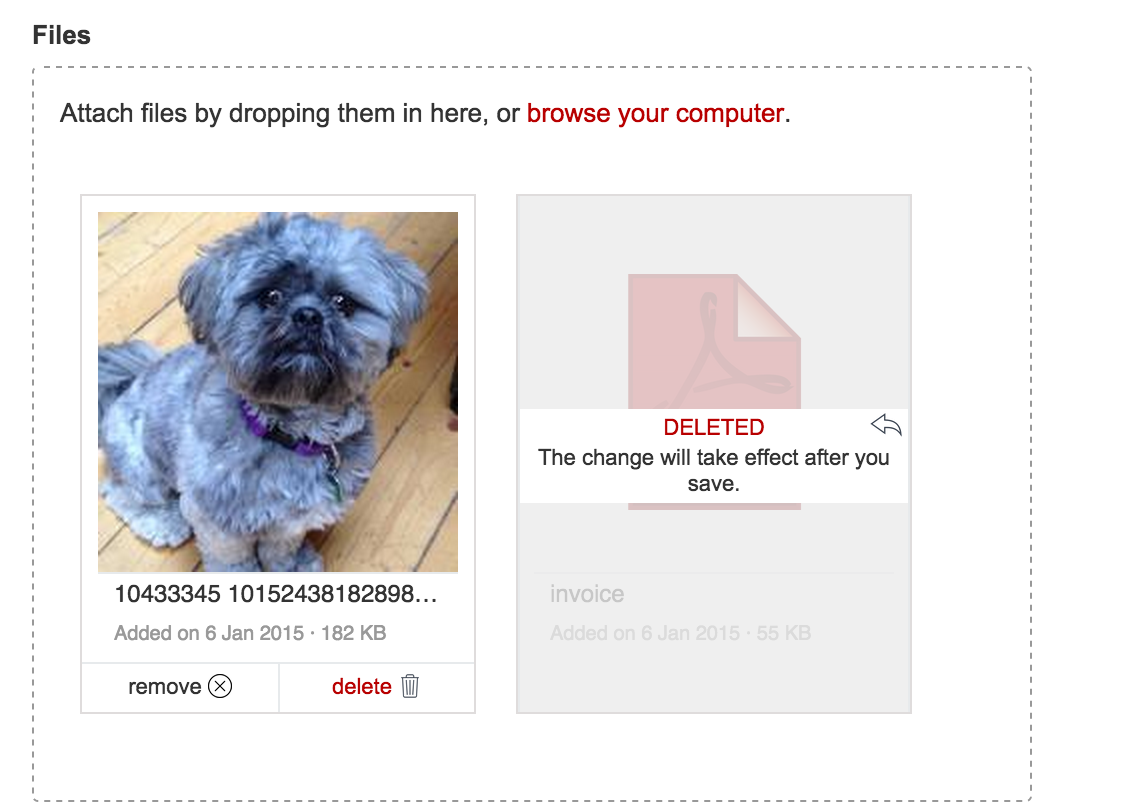 Files
Attach files by dropping them in here, or browse your computer.
10433345 10152438182898...
Added on 6 Jan 2015 · 182 KB
remove
delete
DELETED
The change will take effect after you
save.
invoice
Added on 6 Jan 2015 · 55 KB